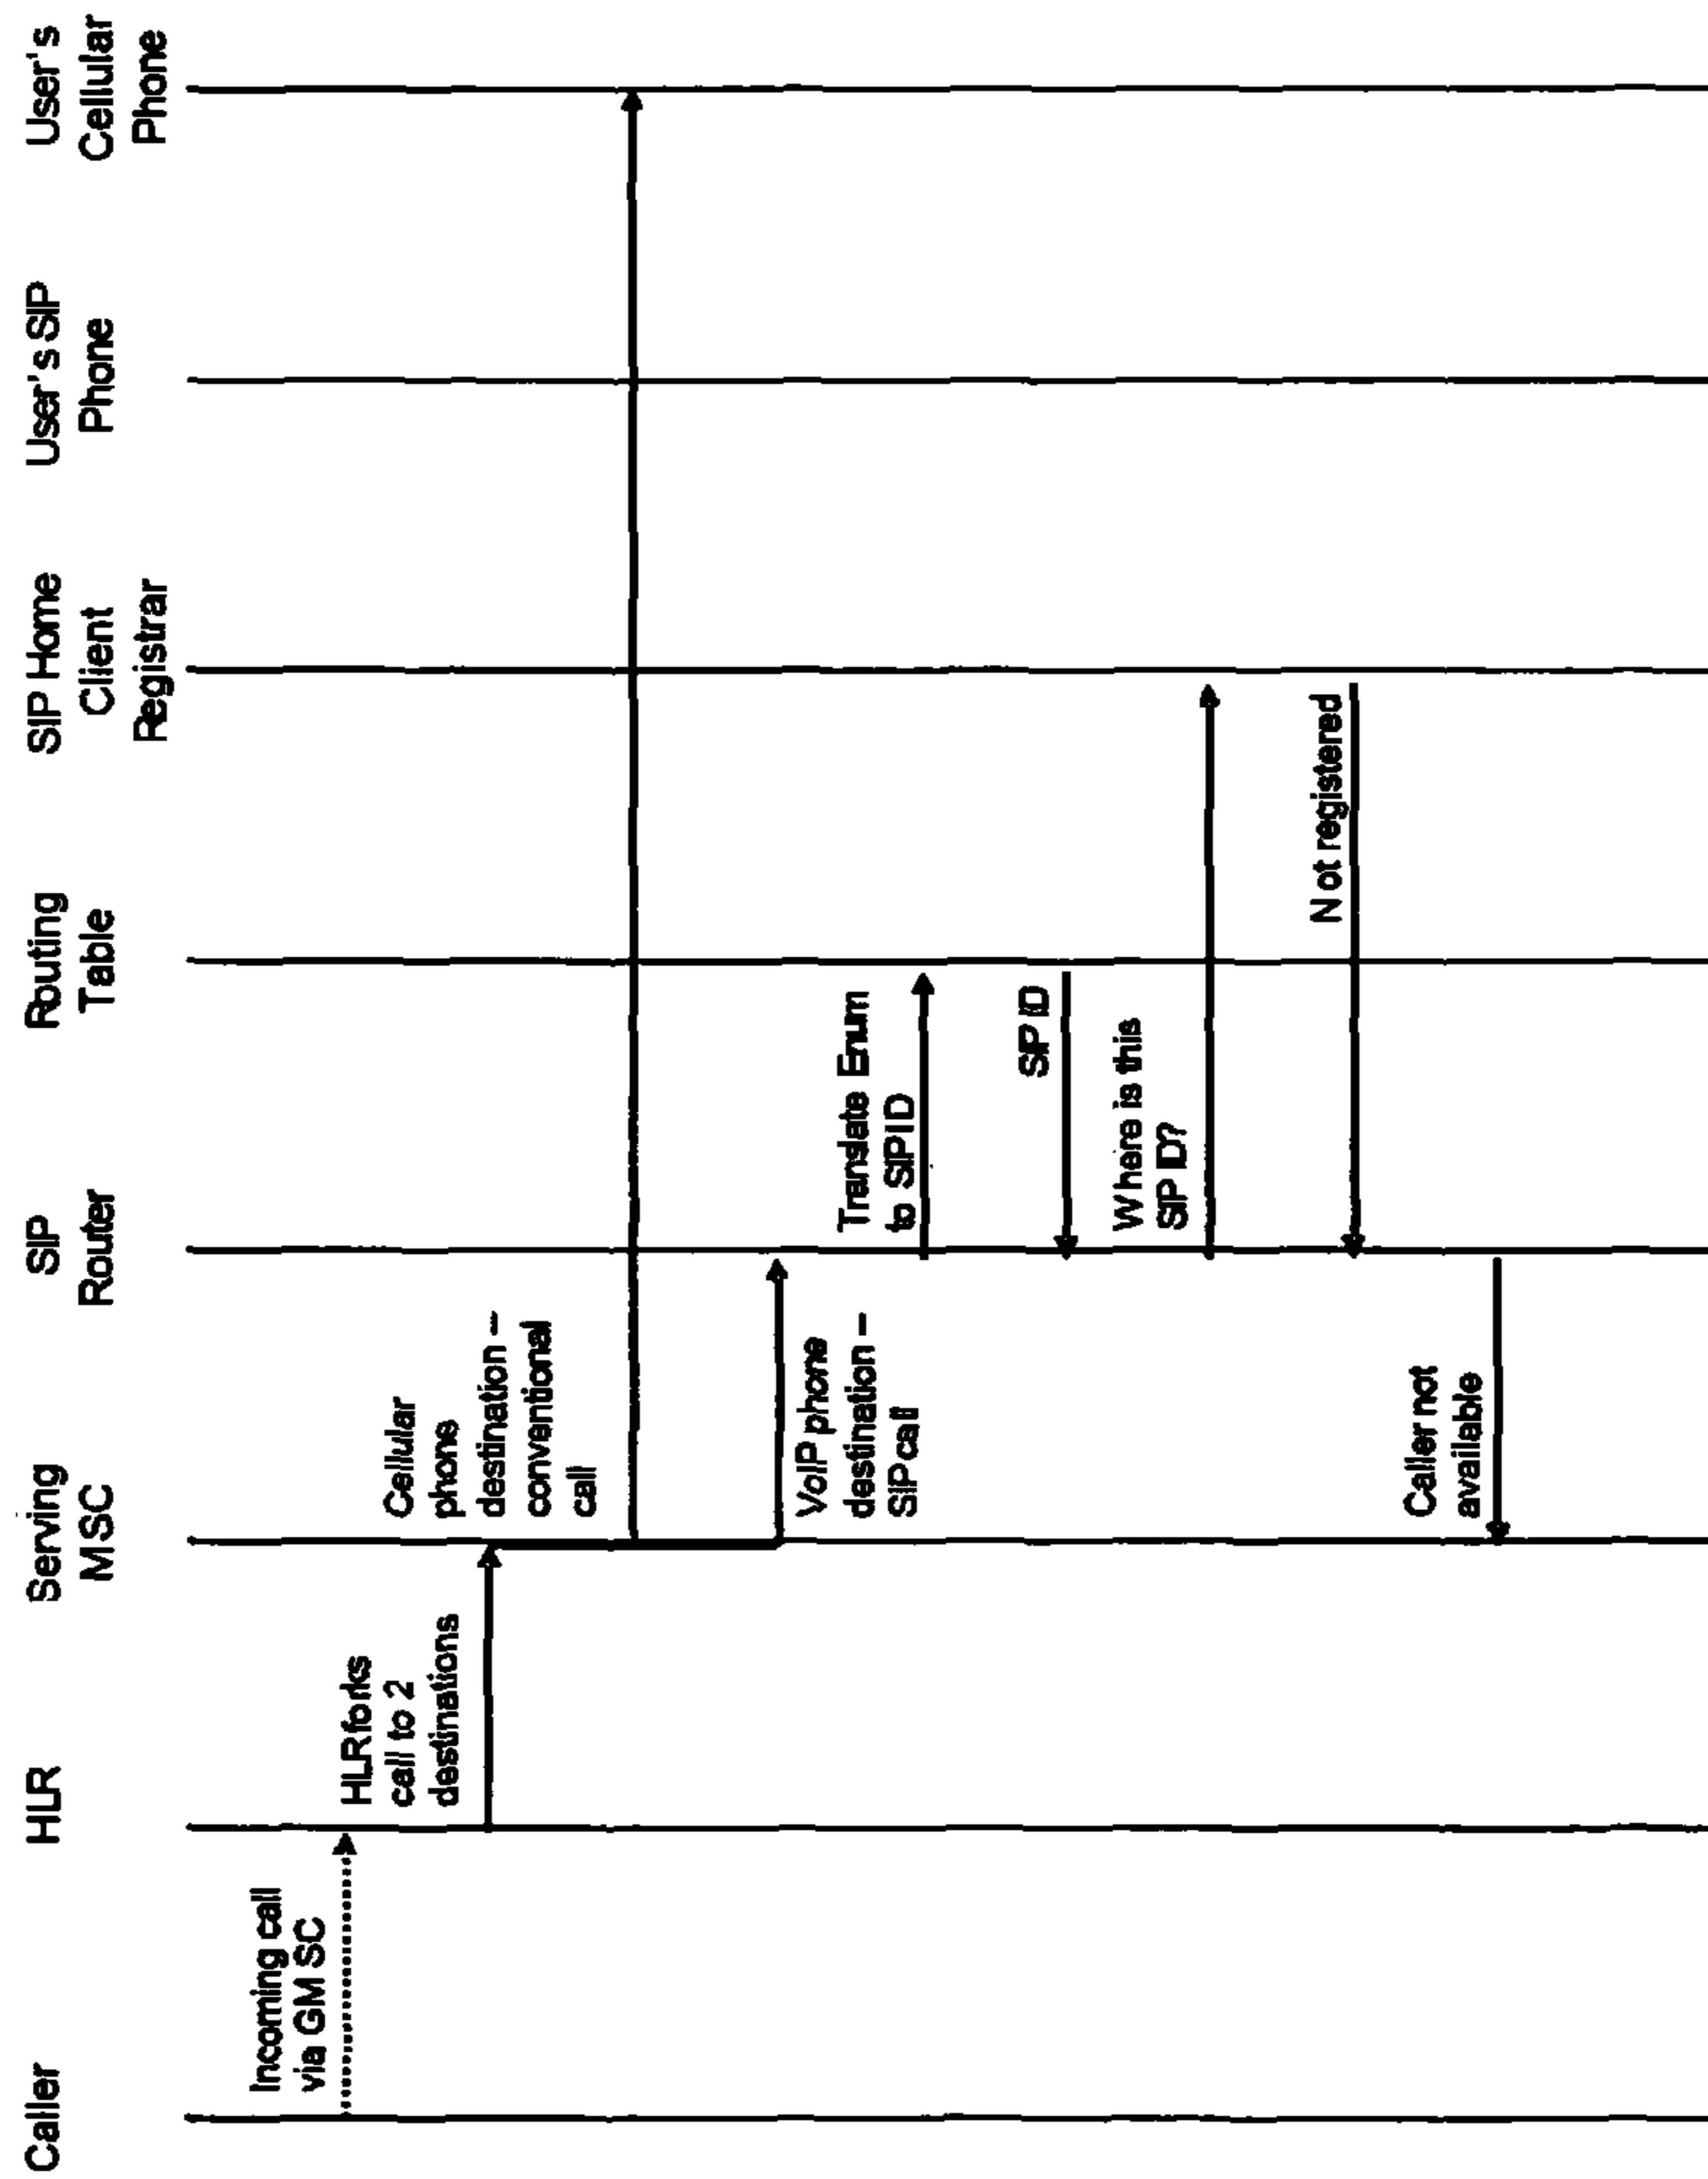 Caller
HLR
Serving
MSC
SIP
Router
Routing
Table
SIP Home
Client
Registrar
User's SIP
Phone
User's
Cellular
Phone
Incoming call
via GMSC
HLR forks
call to 2
destinations
Cellular
phone
destination –
conventional
call
VoIP phone
destination –
SIP call
Translate Enum
to SIP ID
SIP ID
Where is this
SIP ID?
Not registered
Caller not
available